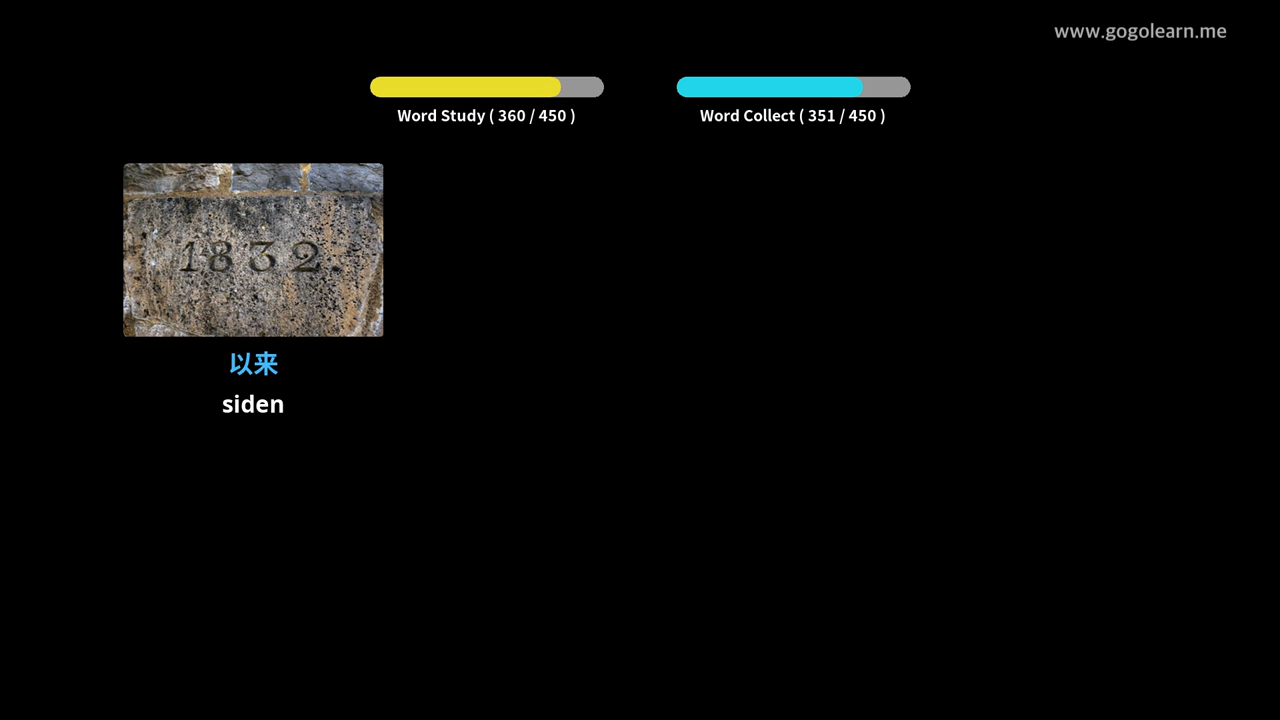 www.gogolearn.me
Word Study ( 360 / 450 )
Word Collect ( 351 / 450 )
1832.
以来
siden